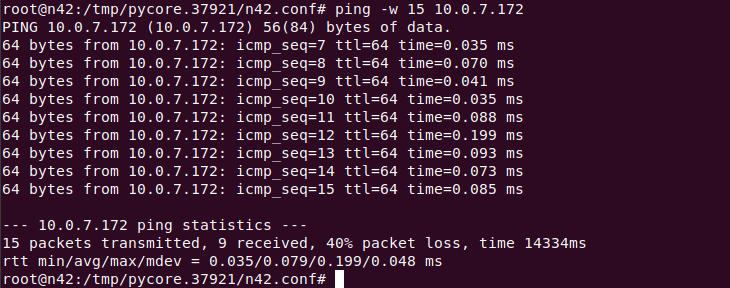 root@n42:/tmp/pycore.37921/n42.conf# ping -w 15 10.0.7.172
PING 10.0.7.172 (10.0.7.172) 56(84) bytes of data.
64 bytes from 10.0.7.172: icmp_seq=7 ttl=64 time=0.035 ms
64 bytes from 10.0.7.172: icmp_seq=8 ttl=64 time=0.070 ms
64 bytes from 10.0.7.172: icmp_seq=9 ttl=64 time=0.041 ms
64 bytes from 10.0.7.172: icmp_seq=10 ttl=64 time=0.035 ms
64 bytes from 10.0.7.172: icmp_seq=11 ttl=64 time=0.088 ms
64 bytes from 10.0.7.172: icmp_seq=12 ttl=64 time=0.199 ms
64 bytes from 10.0.7.172: icmp_seq=13 ttl=64 time=0.093 ms
64 bytes from 10.0.7.172: icmp_seq=14 ttl=64 time=0.073 ms
64 bytes from 10.0.7.172: icmp_seq=15 ttl=64 time=0.085 ms

--- 10.0.7.172 ping statistics ---
15 packets transmitted, 9 received, 40% packet loss, time 14334ms
rtt min/avg/max/mdev = 0.035/0.079/0.199/0.048 ms
root@n42:/tmp/pycore.37921/n42.conf#